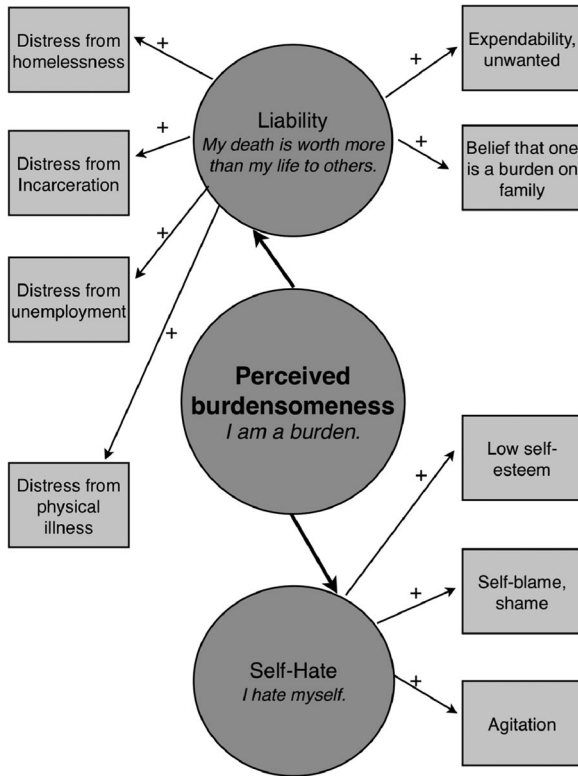 Distress from
homelessness
+
Liability
My death is worth more
than my life to others.
+
Expendability,
unwanted
+
Distress from
Incarceration
+
Belief that one
is a burden on
family
+
Distress from
unemployment
+
Distress from
physical
illness
Perceived
burdensomeness
I am a burden.
+
Low self-
esteem
+
Self-blame,
shame
Self-Hate
I hate myself.
+
Agitation